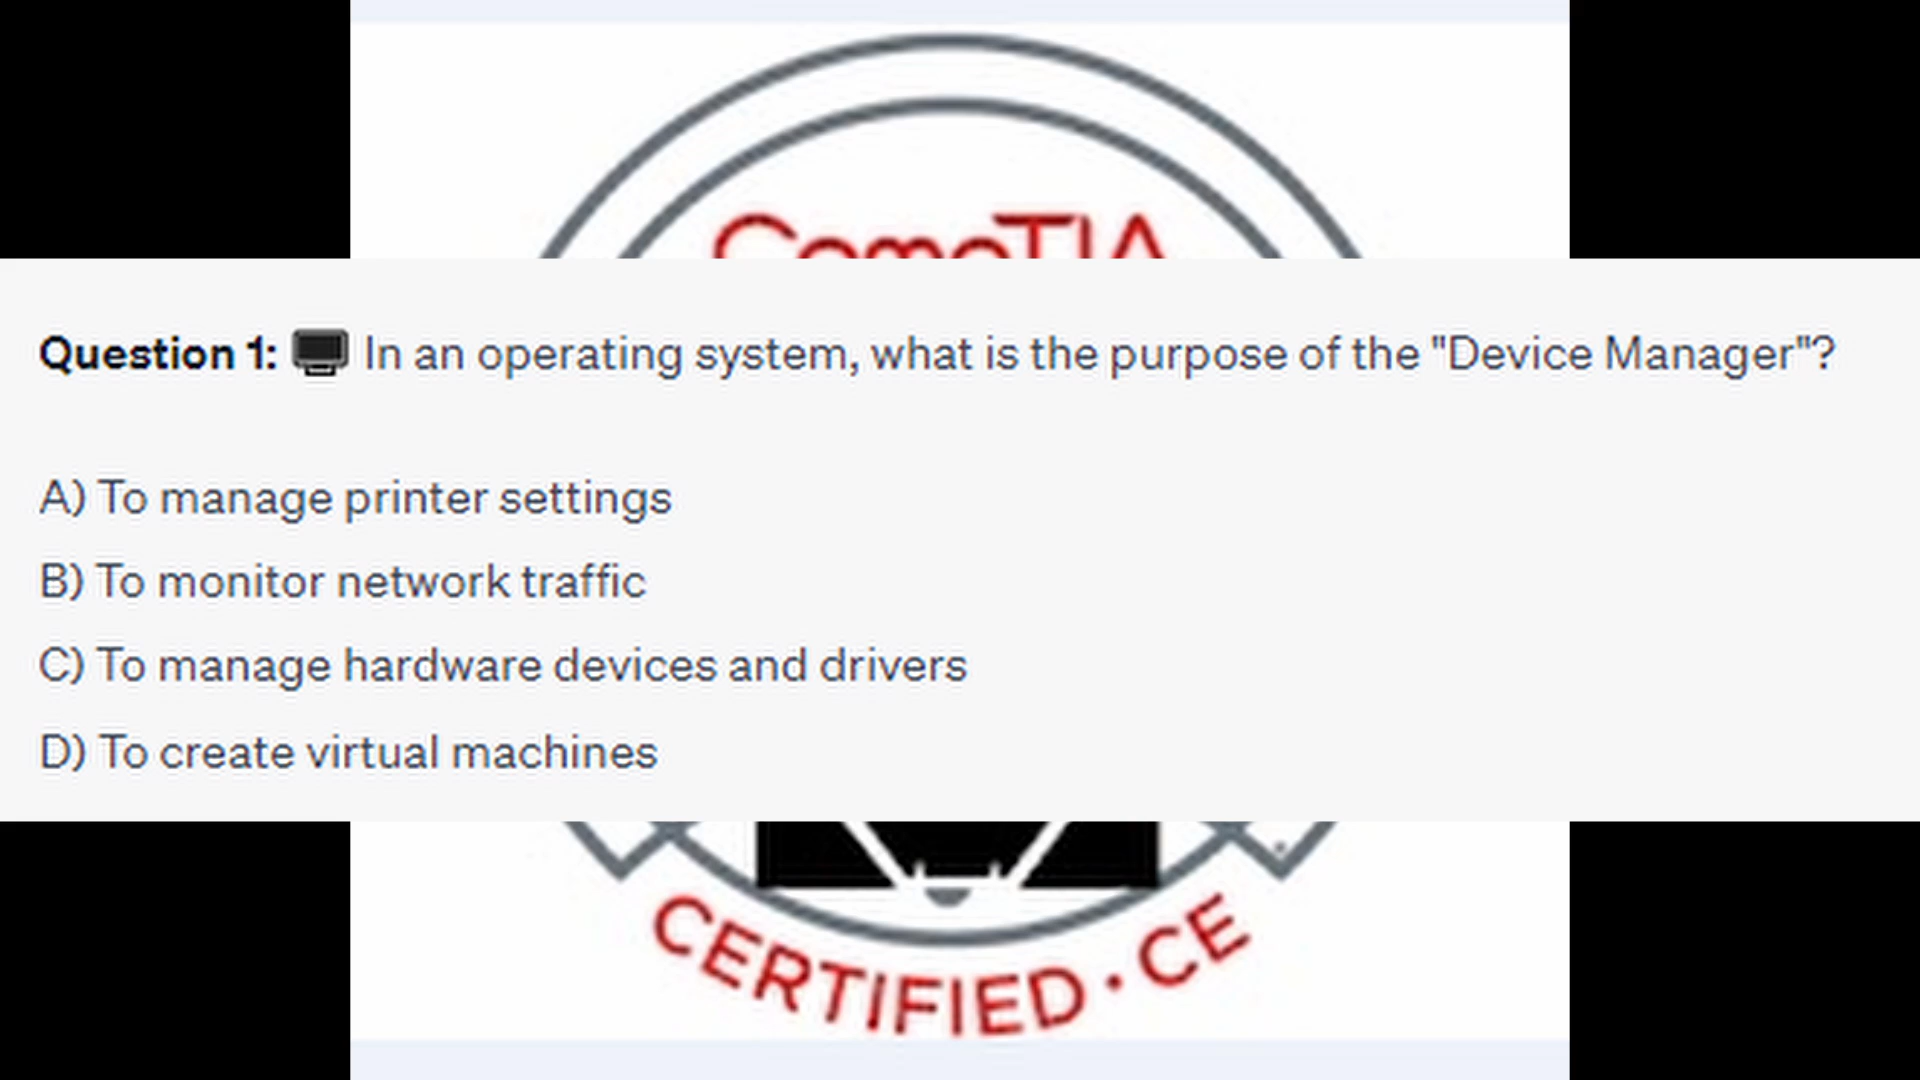 CompTIA
Question 1: 🖥 In an operating system, what is the purpose of the "Device Manager"?
A) To manage printer settings
B) To monitor network traffic
C) To manage hardware devices and drivers
D) To create virtual machines
CERTIFIED · CE